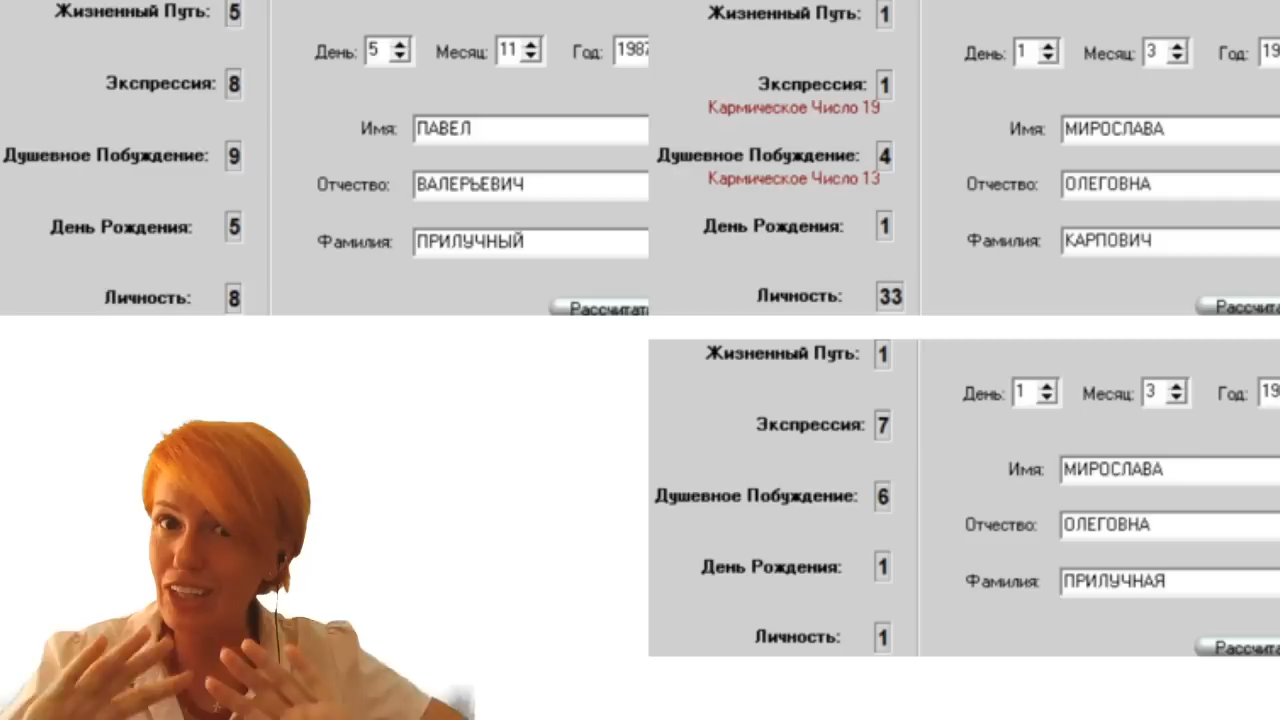 Жизненный Путь: 5
День: 5 Месяц: 11 Год: 1987
Экспрессия: 8
Имя: ПАВЕЛ
Душевное Побуждение: 9
Отчество: ВАЛЕРЬЕВИЧ
День Рождения: 5
Фамилия: ПРИЛУЧНЫЙ
Личность: 8
Рассчитат
Жизненный Путь: 1
День: 1 Месяц: 3 Год: 19
Экспрессия: 1
Кармическое Число 19
Имя: МИРОСЛАВА
Душевное Побуждение: 4
Кармическое Число 13
Отчество: ОЛЕГОВНА
День Рождения: 1
Фамилия: КАРПОВИЧ
Личность: 33
Рассчита
Жизненный Путь: 1
День: 1 Месяц: 3 Год: 19
Экспрессия: 7
Имя: МИРОСЛАВА
Душевное Побуждение: 6
Отчество: ОЛЕГОВНА
День Рождения: 1
Фамилия: ПРИЛУЧНАЯ
Личность: 1
Рассчита